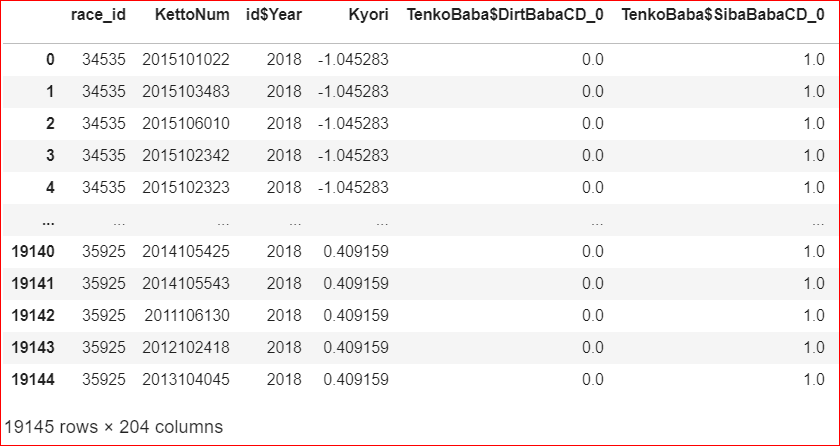 race_id KettoNum id$Year Kyori TenkoBaba$DirtBabaCD_0 TenkoBaba$SibaBabaCD_0
0 34535 2015101022 2018 -1.045283 0.0 1.0
1 34535 2015103483 2018 -1.045283 0.0 1.0
2 34535 2015106010 2018 -1.045283 0.0 1.0
3 34535 2015102342 2018 -1.045283 0.0 1.0
4 34535 2015102323 2018 -1.045283 0.0 1.0
... ... ... ... ... ... ...
19140 35925 2014105425 2018 0.409159 0.0 1.0
19141 35925 2014105543 2018 0.409159 0.0 1.0
19142 35925 2011106130 2018 0.409159 0.0 1.0
19143 35925 2012102418 2018 0.409159 0.0 1.0
19144 35925 2013104045 2018 0.409159 0.0 1.0
19145 rows × 204 columns